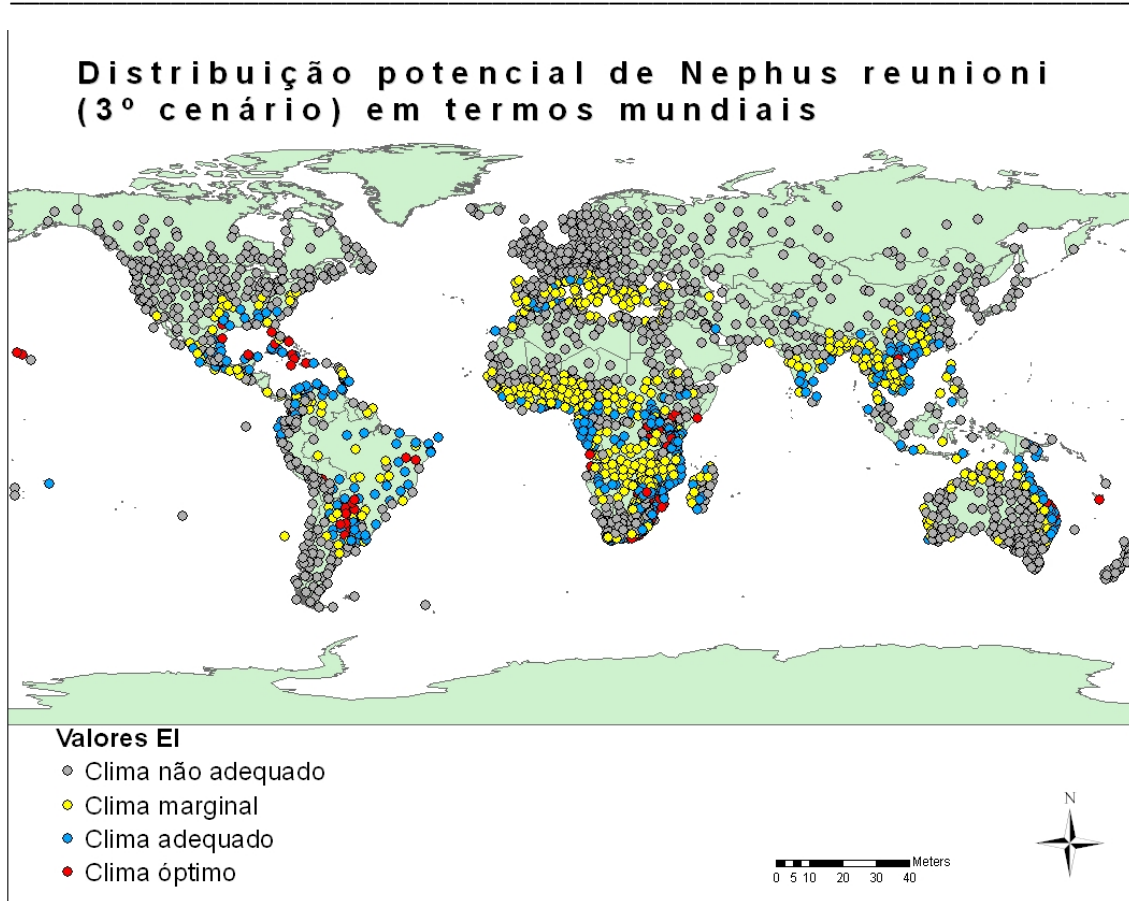 Distribuição potencial de Nephus reunioni
(3º cenário) em termos mundiais
Valores EI
Clima não adequado
Clima marginal
Clima adequado
Clima óptimo
N
Meters
0 5 10 20 30 40